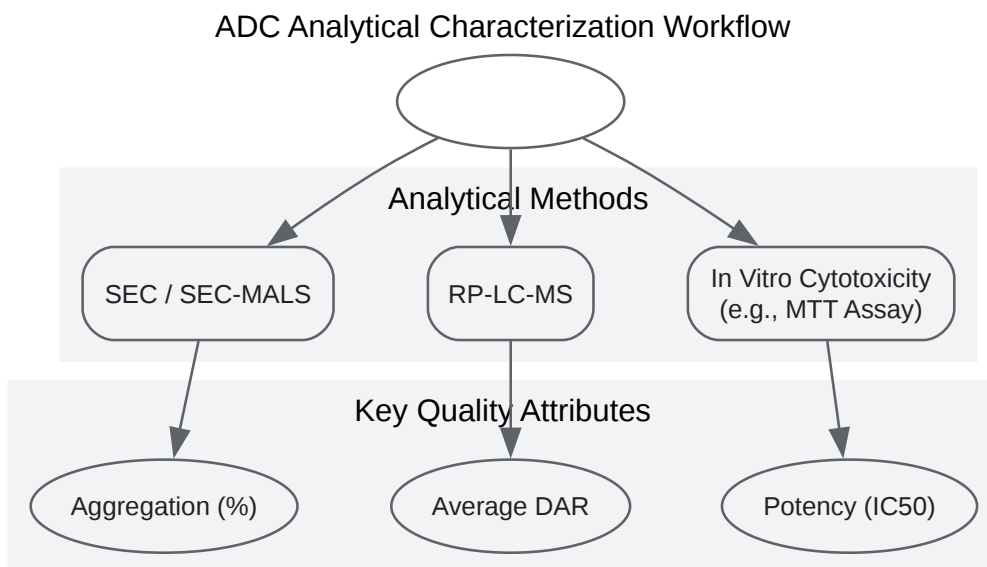 ADC Analytical Characterization Workflow
Analytical Methods
SEC / SEC-MALS
RP-LC-MS
In Vitro Cytotoxicity
(e.g., MTT Assay)
Key Quality Attributes
Aggregation (%)
Average DAR
Potency (IC50)